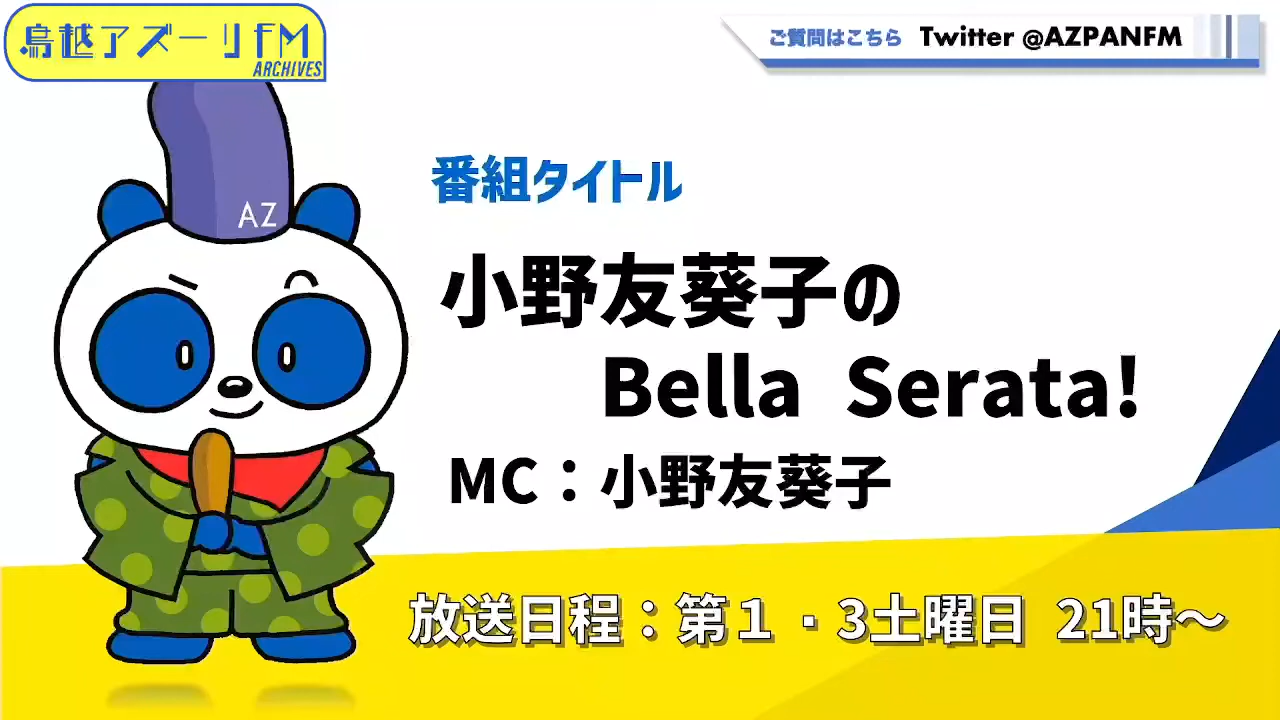 鳥越アズーリFM
ARCHIVES
ご質問はこちら Twitter @AZPANFM
AZ
番組タイトル
小野友葵子の
Bella Serata!
MC：小野友葵子
放送日程：第１・3土曜日 21時～